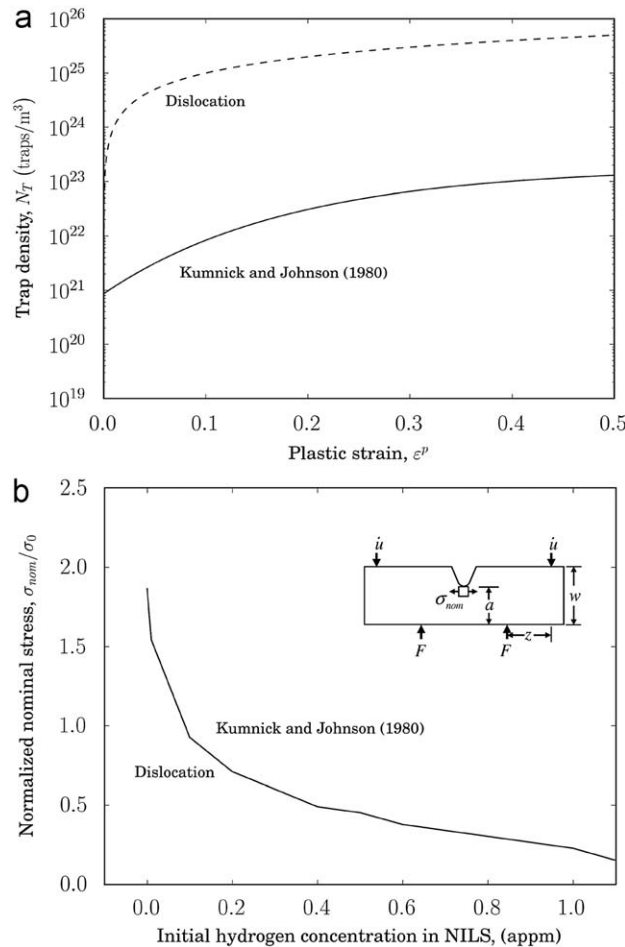 a
10^26
10^25
10^24
10^23
10^22
10^21
10^20
10^19
Trap density, N_T (traps/m^3)
Dislocation
Kumnick and Johnson (1980)
0.0 0.1 0.2 0.3 0.4 0.5
Plastic strain, ε^p
b
2.5
2.0
1.5
1.0
0.5
0.0
Normalized nominal stress, σ_nom/σ_0
u̇ u̇
σ_nom a w
F F z
Kumnick and Johnson (1980)
Dislocation
0.0 0.2 0.4 0.6 0.8 1.0
Initial hydrogen concentration in NILS, (appm)